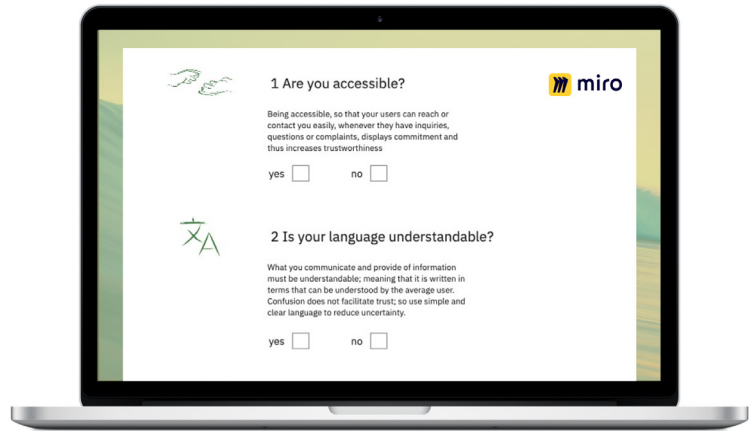 1 Are you accessible?
miro
Being accessible, so that your users can reach or
contact you easily, whenever they have inquiries,
questions or complaints, displays commitment and
thus increases trustworthiness
yes
no
文A
2 Is your language understandable?
What you communicate and provide of information
must be understandable; meaning that it is written in
terms that can be understood by the average user.
Confusion does not facilitate trust; so use simple and
clear language to reduce uncertainty.
yes
no